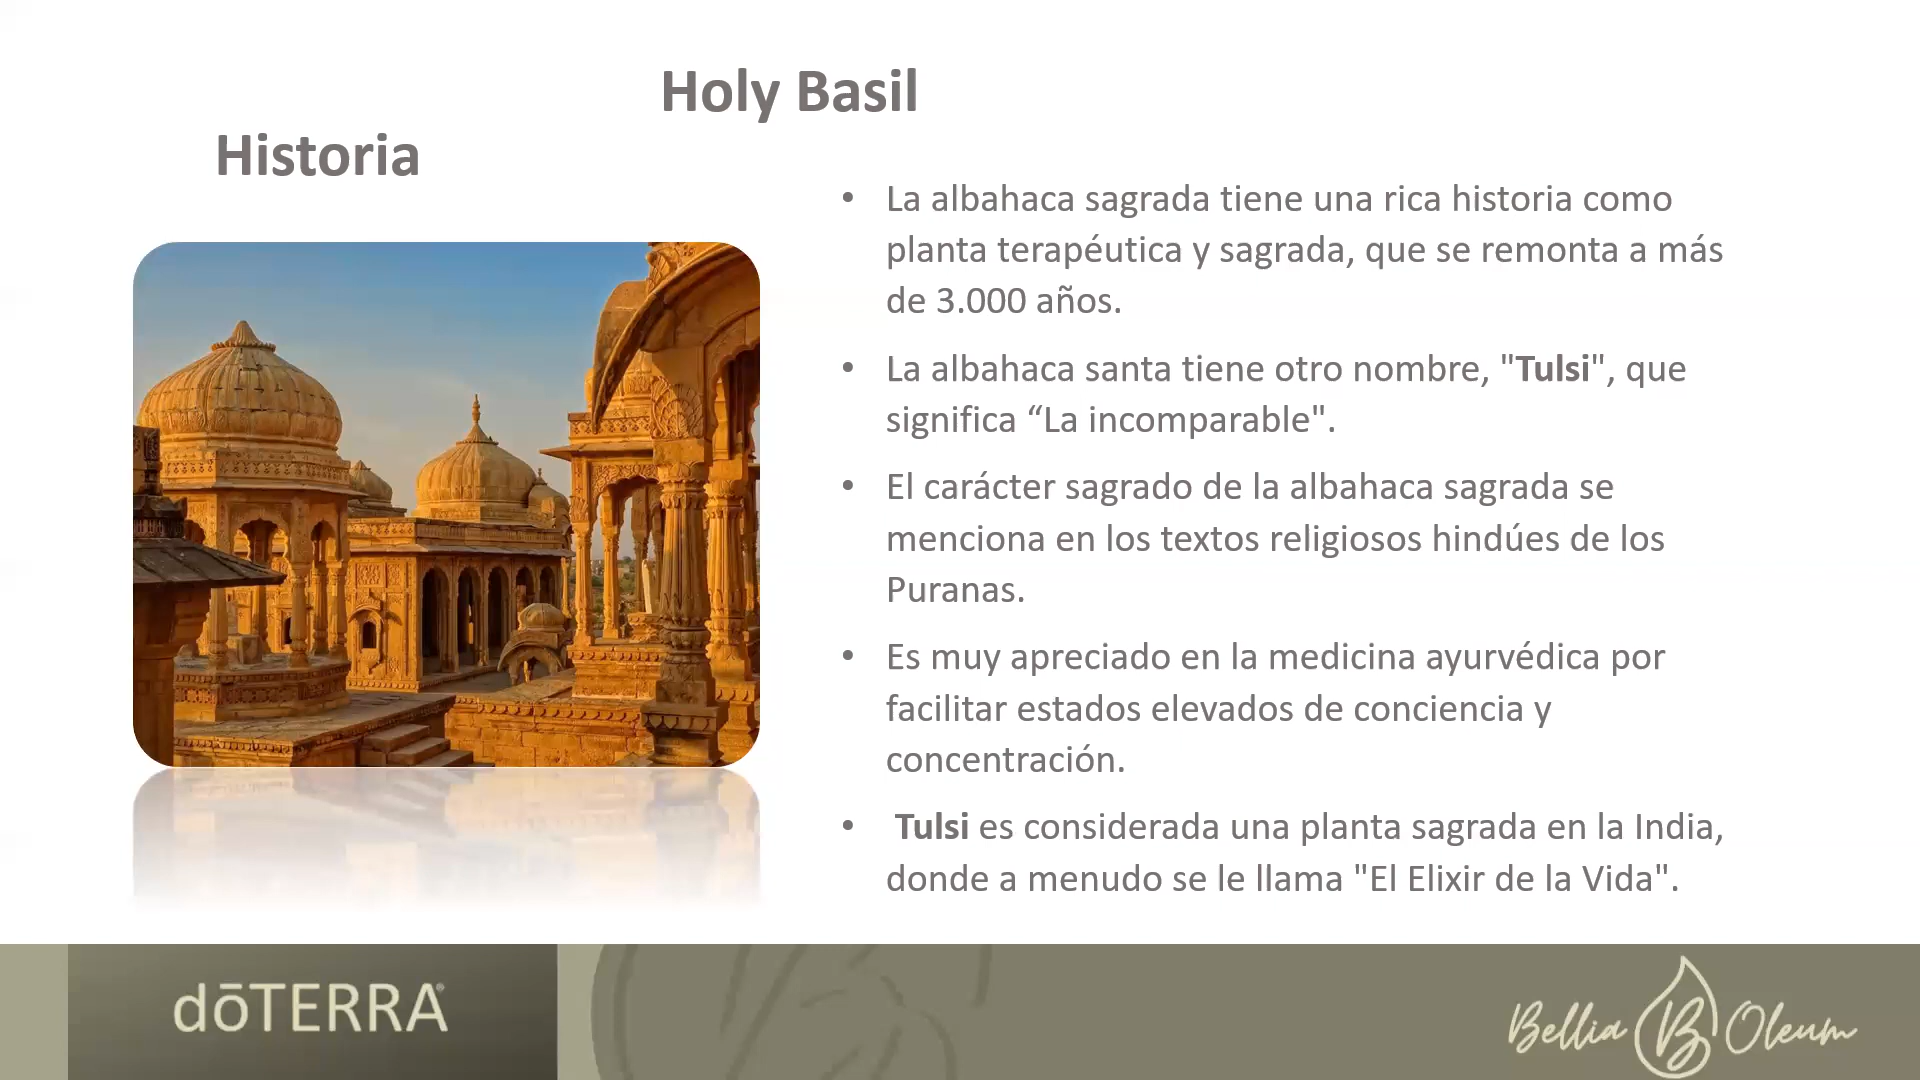 Holy Basil
Historia
• La albahaca sagrada tiene una rica historia como
planta terapéutica y sagrada, que se remonta a más
de 3.000 años.
• La albahaca santa tiene otro nombre, "Tulsi", que
significa “La incomparable".
• El carácter sagrado de la albahaca sagrada se
menciona en los textos religiosos hindúes de los
Puranas.
• Es muy apreciado en la medicina ayurvédica por
facilitar estados elevados de conciencia y
concentración.
• Tulsi es considerada una planta sagrada en la India,
donde a menudo se le llama "El Elixir de la Vida".
dōTERRA®
Bellia B Oleum